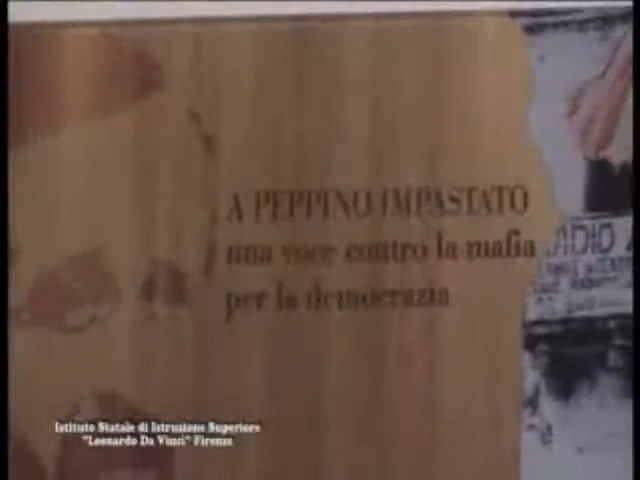 A PEPPINO IMPASTATO
una voce contro la mafia
per la democrazia
ADIO A
Istituto Statale di Istruzione Superiore
"Leonardo Da Vinci" Firenze